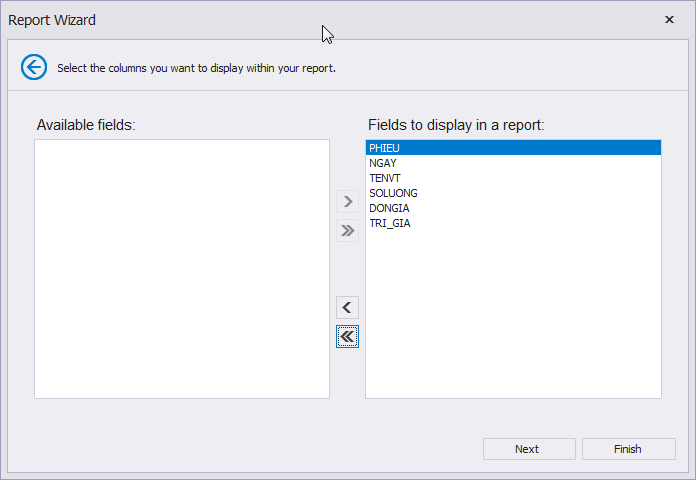 Report Wizard
Select the columns you want to display within your report.
Available fields:
Fields to display in a report:
PHIEU
NGAY
TENVT
SOLUONG
DONGIA
TRI_GIA
Next
Finish